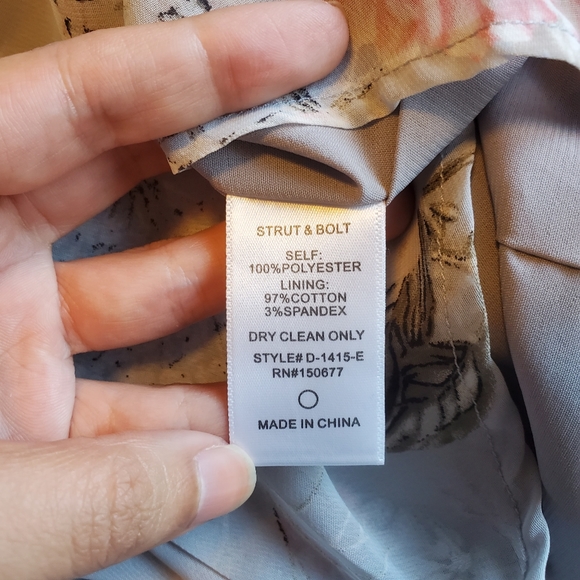 STRUT & BOLT
SELF:
100%POLYESTER
LINING:
97%COTTON
3%SPANDEX
DRY CLEAN ONLY
STYLE# D-1415-E
RN#150677
MADE IN CHINA